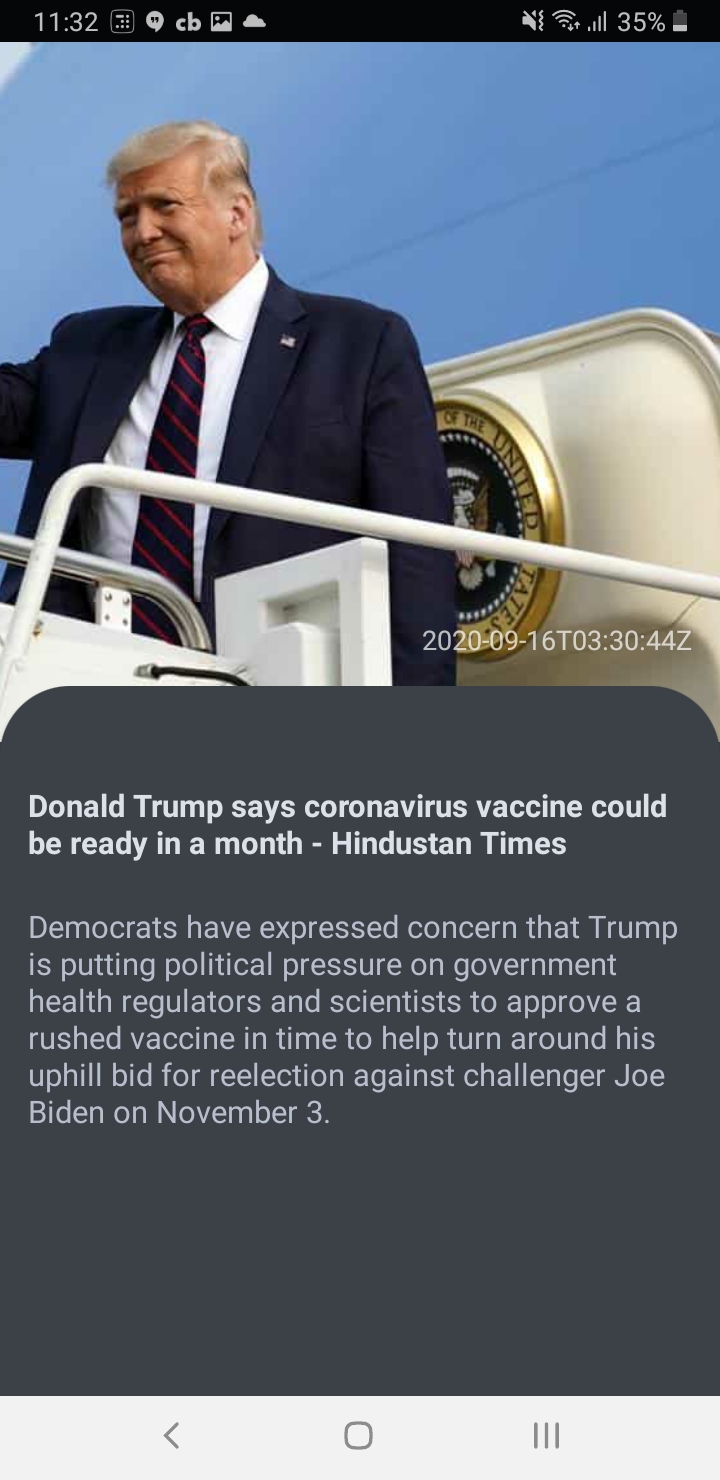 11:32 cb 35%
OF THE UNITED
STATES
2020-09-16T03:30:44Z
Donald Trump says coronavirus vaccine could
be ready in a month - Hindustan Times
Democrats have expressed concern that Trump
is putting political pressure on government
health regulators and scientists to approve a
rushed vaccine in time to help turn around his
uphill bid for reelection against challenger Joe
Biden on November 3.